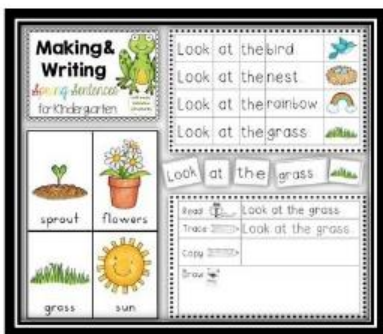 Making &
Writing
Spring Sentences
for Kindergarten
Look at the bird
Look at the nest
Look at the rainbow
Look at the grass
sprout
flowers
grass
sun
Look at the grass
Read
Look at the grass
Trace
Look at the grass
Copy
Draw